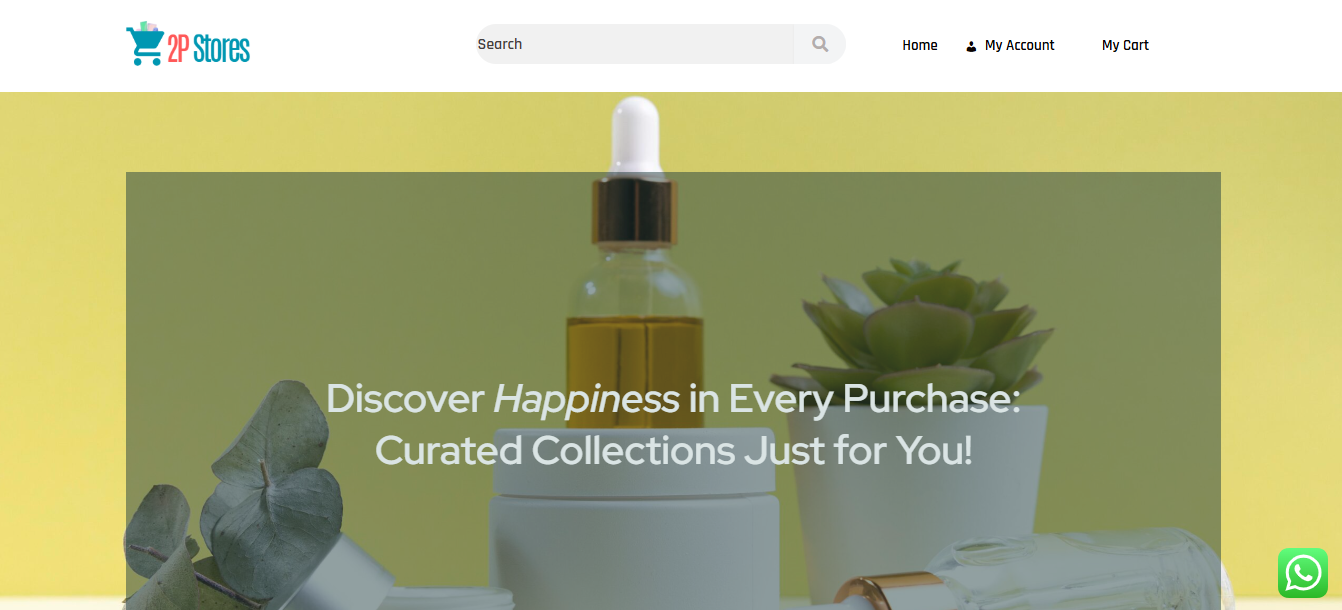 2P Stores
Search
Home
My Account
My Cart
Discover Happiness in Every Purchase:
Curated Collections Just for You!